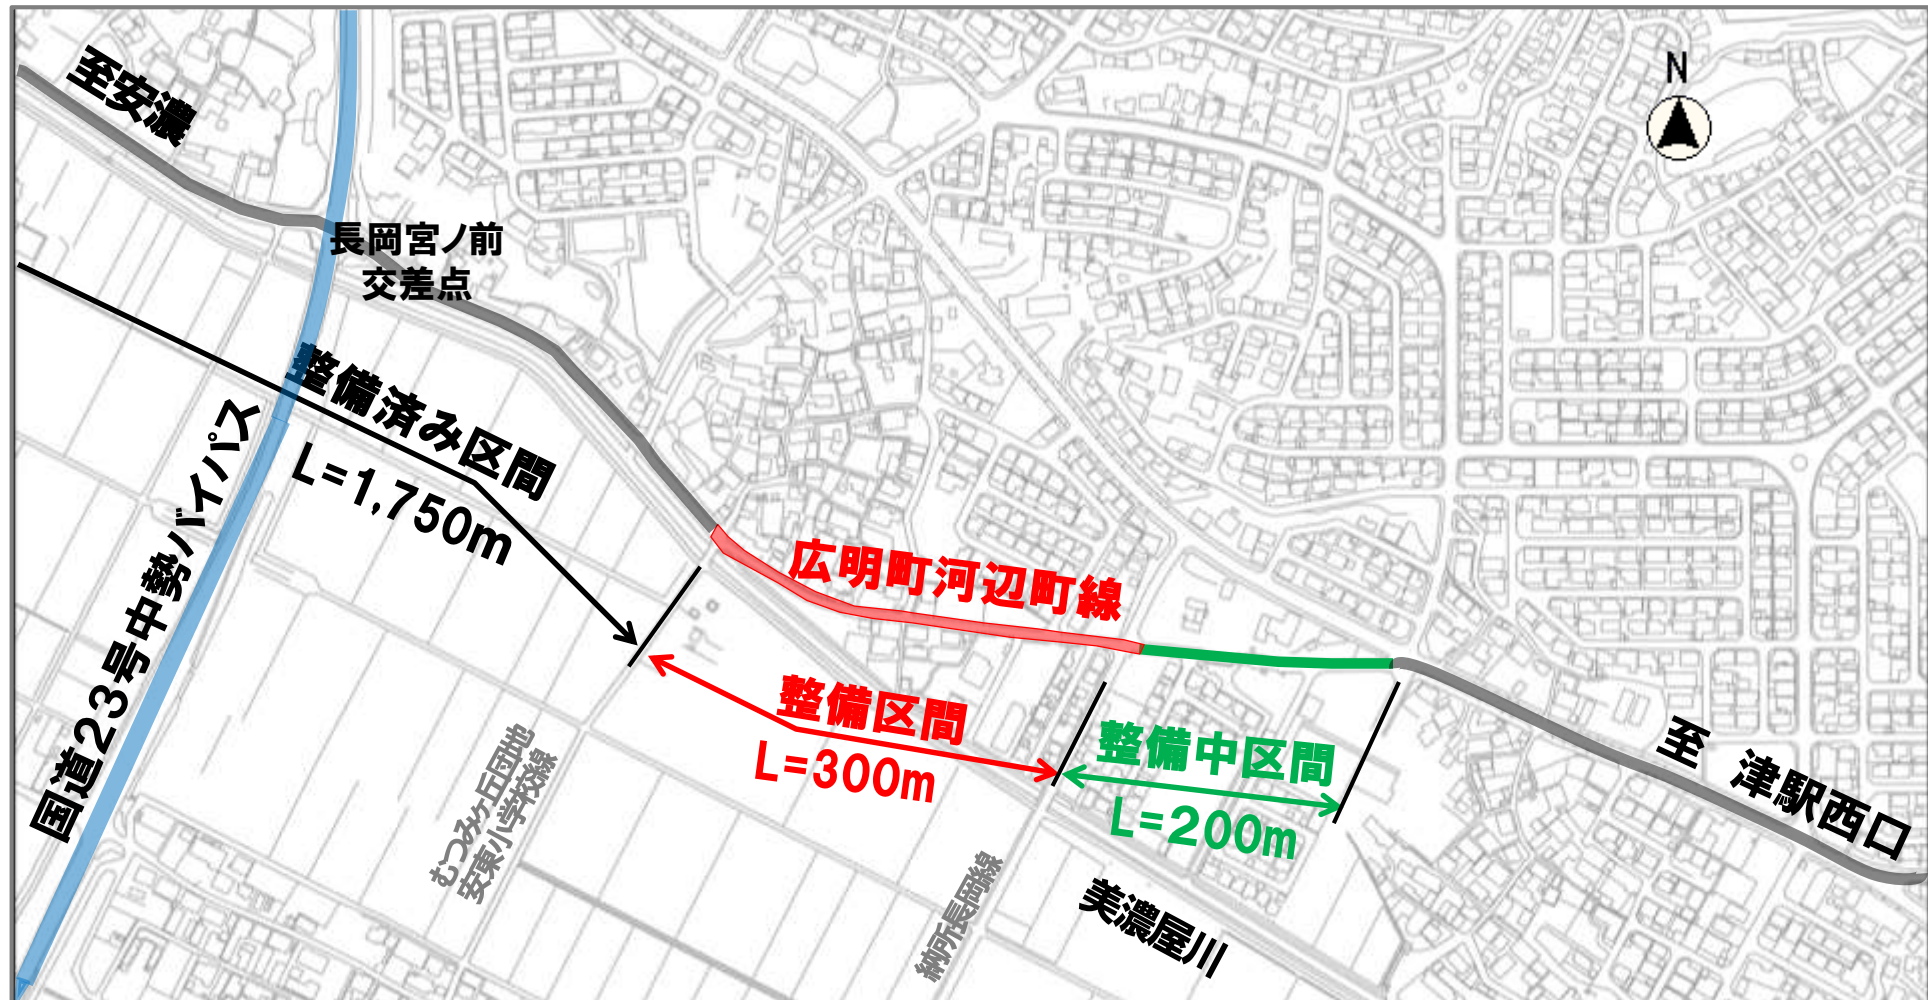 至安濃
N
長岡宮ノ前
交差点
整備済み区間
L=1,750m
国道23号中勢バイパス
広明町河辺町線
整備区間
L=300m
整備中区間
L=200m
至 津駅西口
むつみケ丘団地
安東小学校線
納所長岡線
美濃屋川